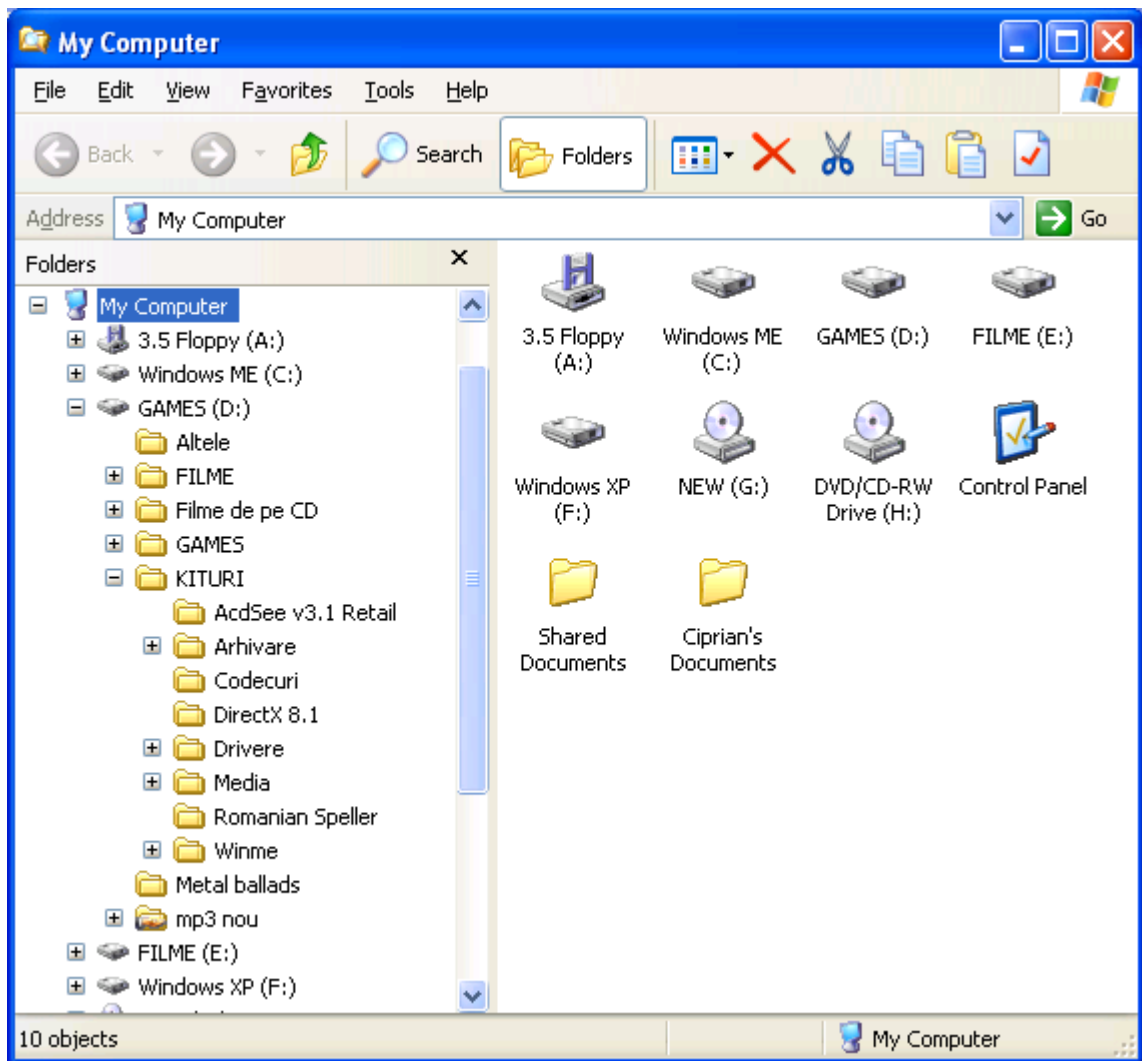 My Computer
File Edit View Favorites Tools Help
Back Search Folders
Address My Computer Go
Folders
My Computer
3.5 Floppy (A:)
Windows ME (C:)
GAMES (D:)
Altele
FILME
Filme de pe CD
GAMES
KITURI
AcdSee v3.1 Retail
Arhivare
Codecuri
DirectX 8.1
Drivere
Media
Romanian Speller
Winme
Metal ballads
mp3 nou
FILME (E:)
Windows XP (F:)
3.5 Floppy
(A:)
Windows ME
(C:)
GAMES (D:)
FILME (E:)
Windows XP
(F:)
NEW (G:)
DVD/CD-RW
Drive (H:)
Control Panel
Shared
Documents
Ciprian's
Documents
10 objects
My Computer